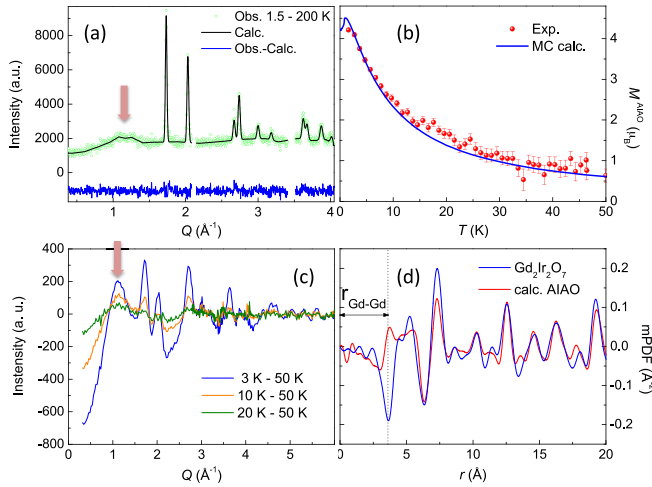 (a)
Obs. 1.5 - 200 K
Calc.
Obs.-Calc.
Intensity (a.u.)
8000
6000
4000
2000
0
1
2
3
4
Q (Å⁻¹)
(b)
Exp.
MC calc.
M^AIAO (μ_B)
5
4
3
2
1
0
0
10
20
30
40
50
T (K)
(c)
3 K - 50 K
10 K - 50 K
20 K - 50 K
Instensity (a.u.)
400
200
0
-200
-400
-600
-800
0
1
2
3
4
5
Q (Å⁻¹)
(d)
r_Gd-Gd
Gd₂Ir₂O₇
calc. AIAO
mPDF (Å⁻²)
0.2
0.1
0.0
-0.1
-0.2
0
5
10
15
20
r (Å)